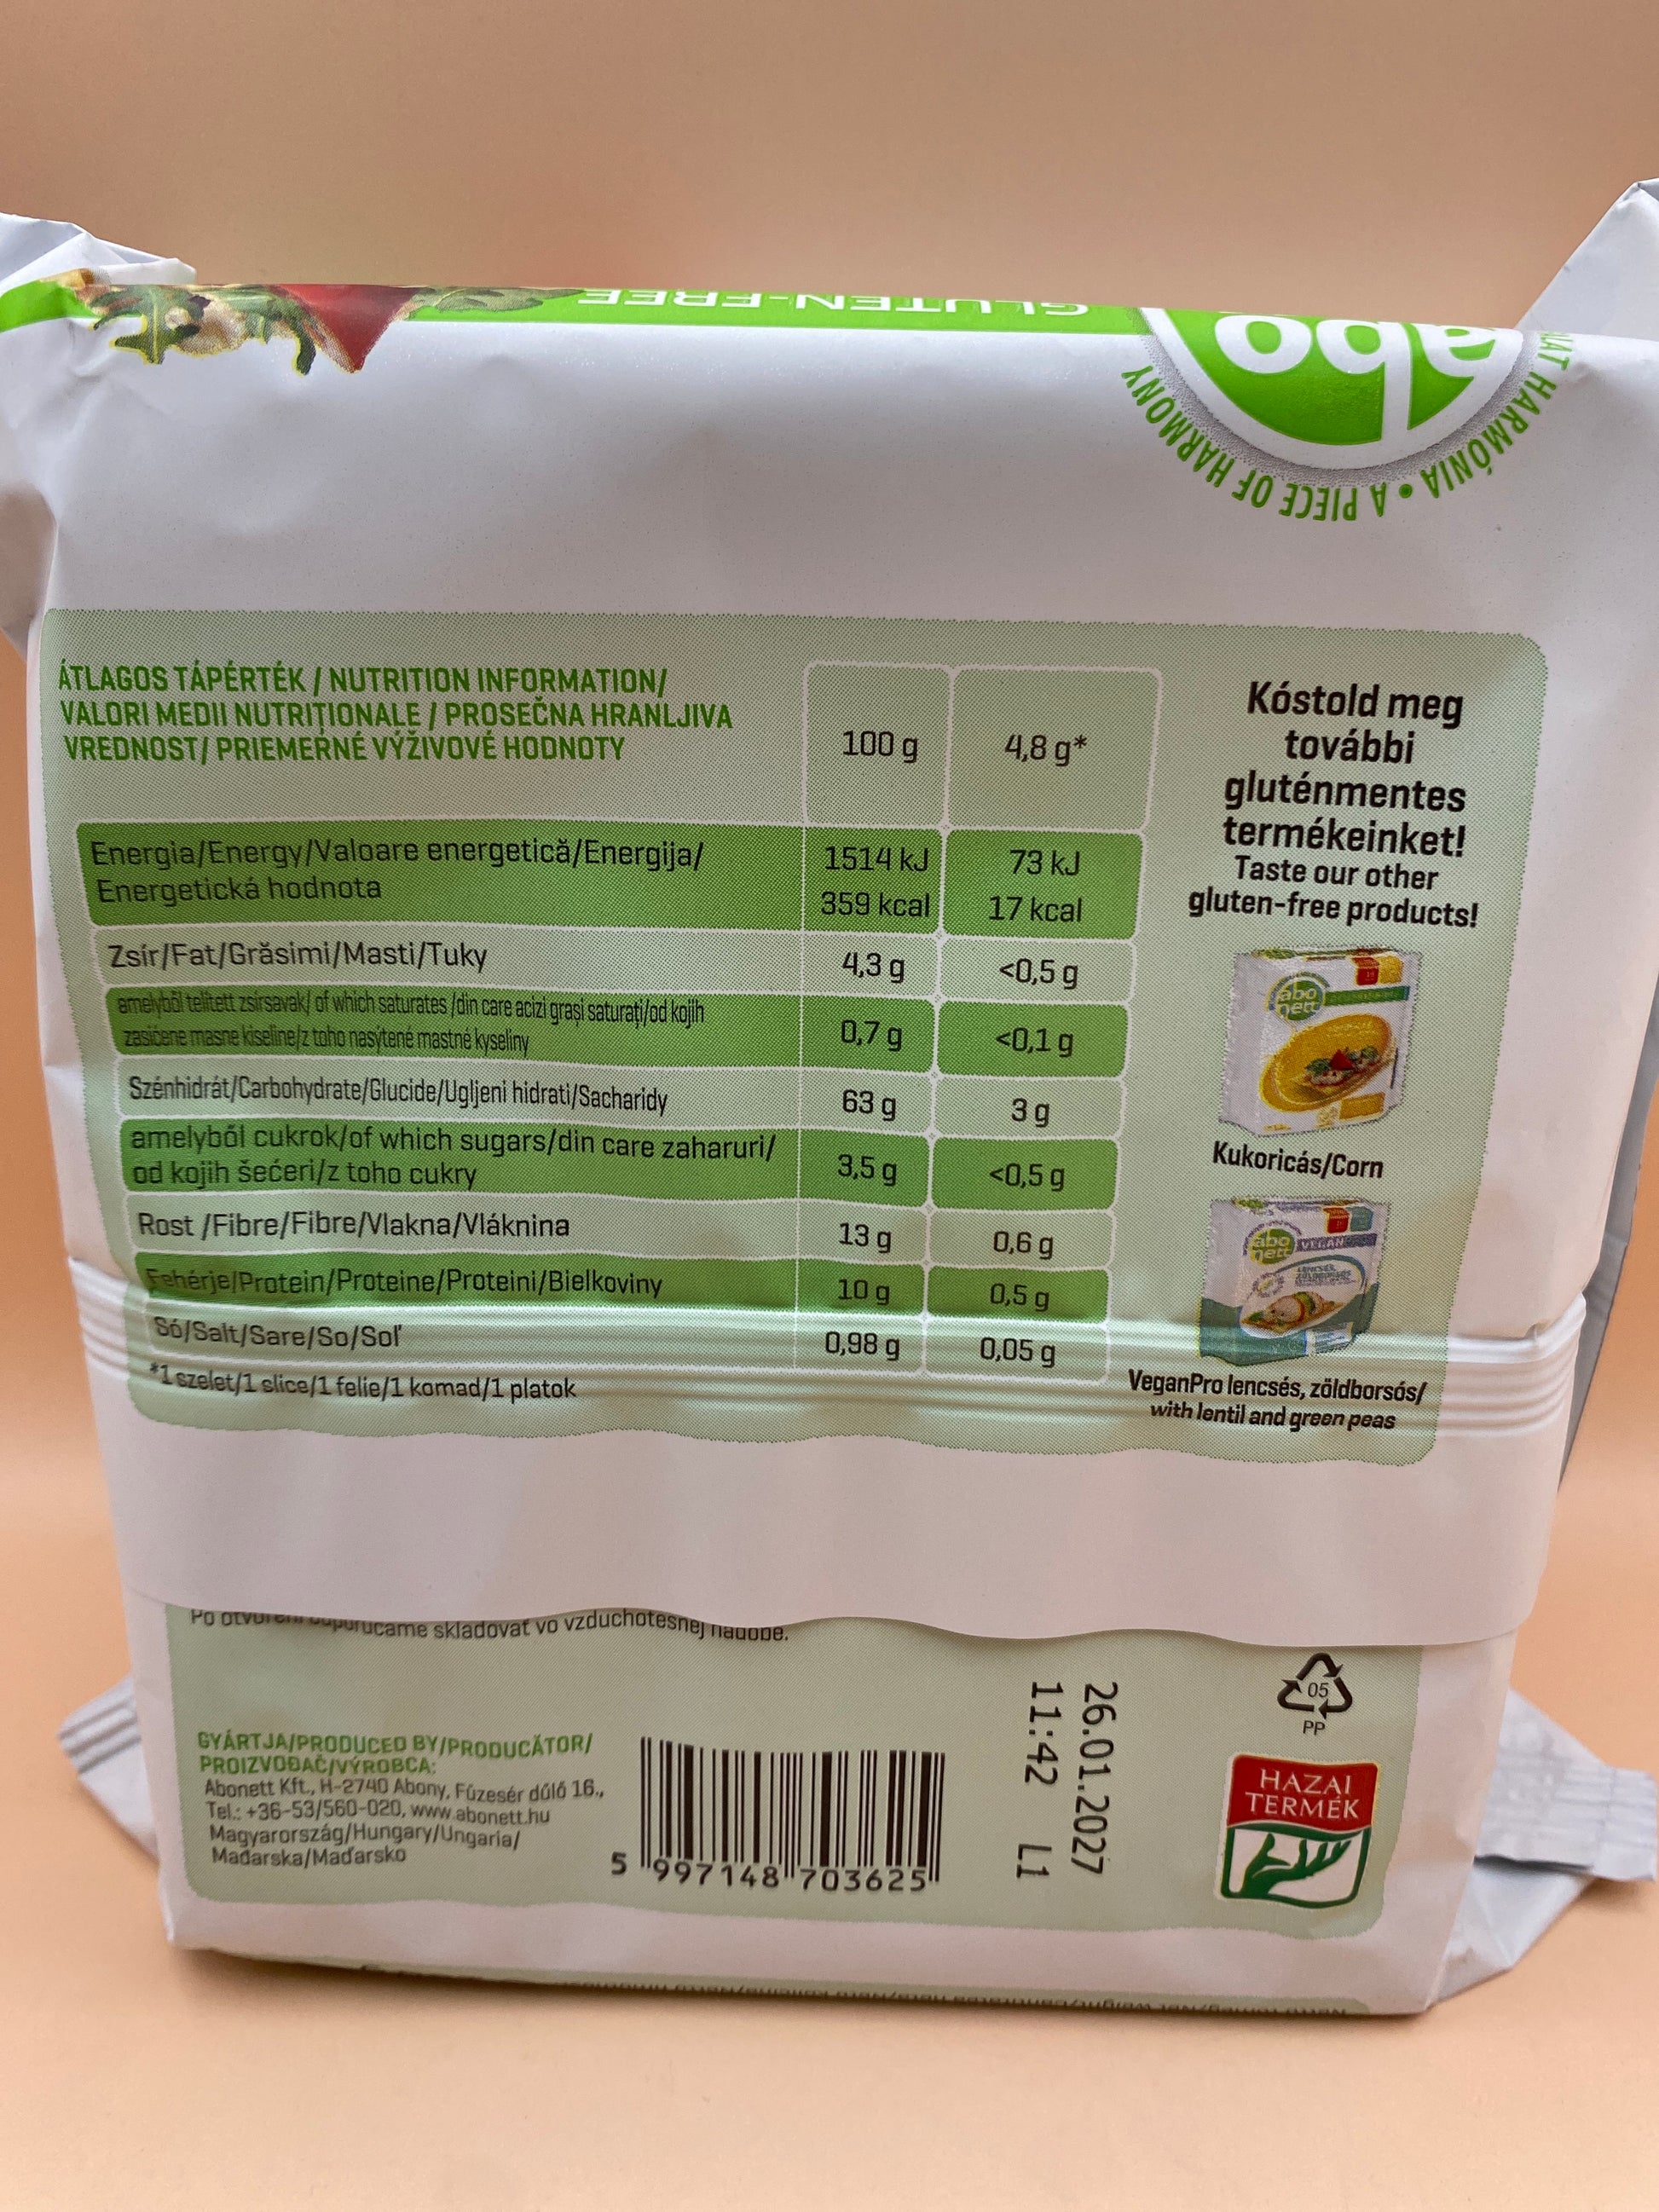 GLUTEN-FREE
abo
HARMÓNIA • A PIECE OF HARMONY
ÁTLAGOS TÁPÉRTÉK / NUTRITION INFORMATION/
VALORI MEDII NUTRIȚIONALE / PROSEČNA HRANLJIVA
VREDNOST/ PRIEMERNÉ VÝŽIVOVÉ HODNOTY
100 g 4,8 g*
Energia/Energy/Valoare energetică/Energija/
Energetická hodnota
1514 kJ 73 kJ
359 kcal 17 kcal
Zsír/Fat/Grăsimi/Masti/Tuky 4,3 g <0,5 g
amelyből telített zsírsavak/ of which saturates /din care acizi grași saturați/od kojih
zasićene masne kiseline/z toho nasýtené mastné kyseliny
0,7 g <0,1 g
Szénhidrát/Carbohydrate/Glucide/Ugljeni hidrati/Sacharidy 63 g 3 g
amelyből cukrok/of which sugars/din care zaharuri/
od kojih šećeri/z toho cukry
3,5 g <0,5 g
Rost /Fibre/Fibre/Vlakna/Vláknina 13 g 0,6 g
Fehérje/Protein/Proteine/Proteini/Bielkoviny 10 g 0,5 g
Só/Salt/Sare/So/Soľ 0,98 g 0,05 g
*1 szelet/1 slice/1 felie/1 komad/1 platok
Kóstold meg
további
gluténmentes
termékeinket!
Taste our other
gluten-free products!
abo
nett
Kukoricás/Corn
abo
nett
VEGAN
LENCSÉS,
ZÖLDBORSÓS
VeganPro lencsés, zöldborsós/
with lentil and green peas
Po skladovať vo vzduchotesnej nádobe.
GYÁRTJA/PRODUCED BY/PRODUCĂTOR/
PROIZVOĐAČ/VÝROBCA:
Abonett Kft., H-2740 Abony, Fűzesér dűlő 16.,
Tel.: +36-53/560-020, www.abonett.hu
Magyarország/Hungary/Ungaria/
Mađarska/Maďarsko
5 997148 703625
26.01.2027
11:42 L1
05
PP
HAZAI
TERMÉK